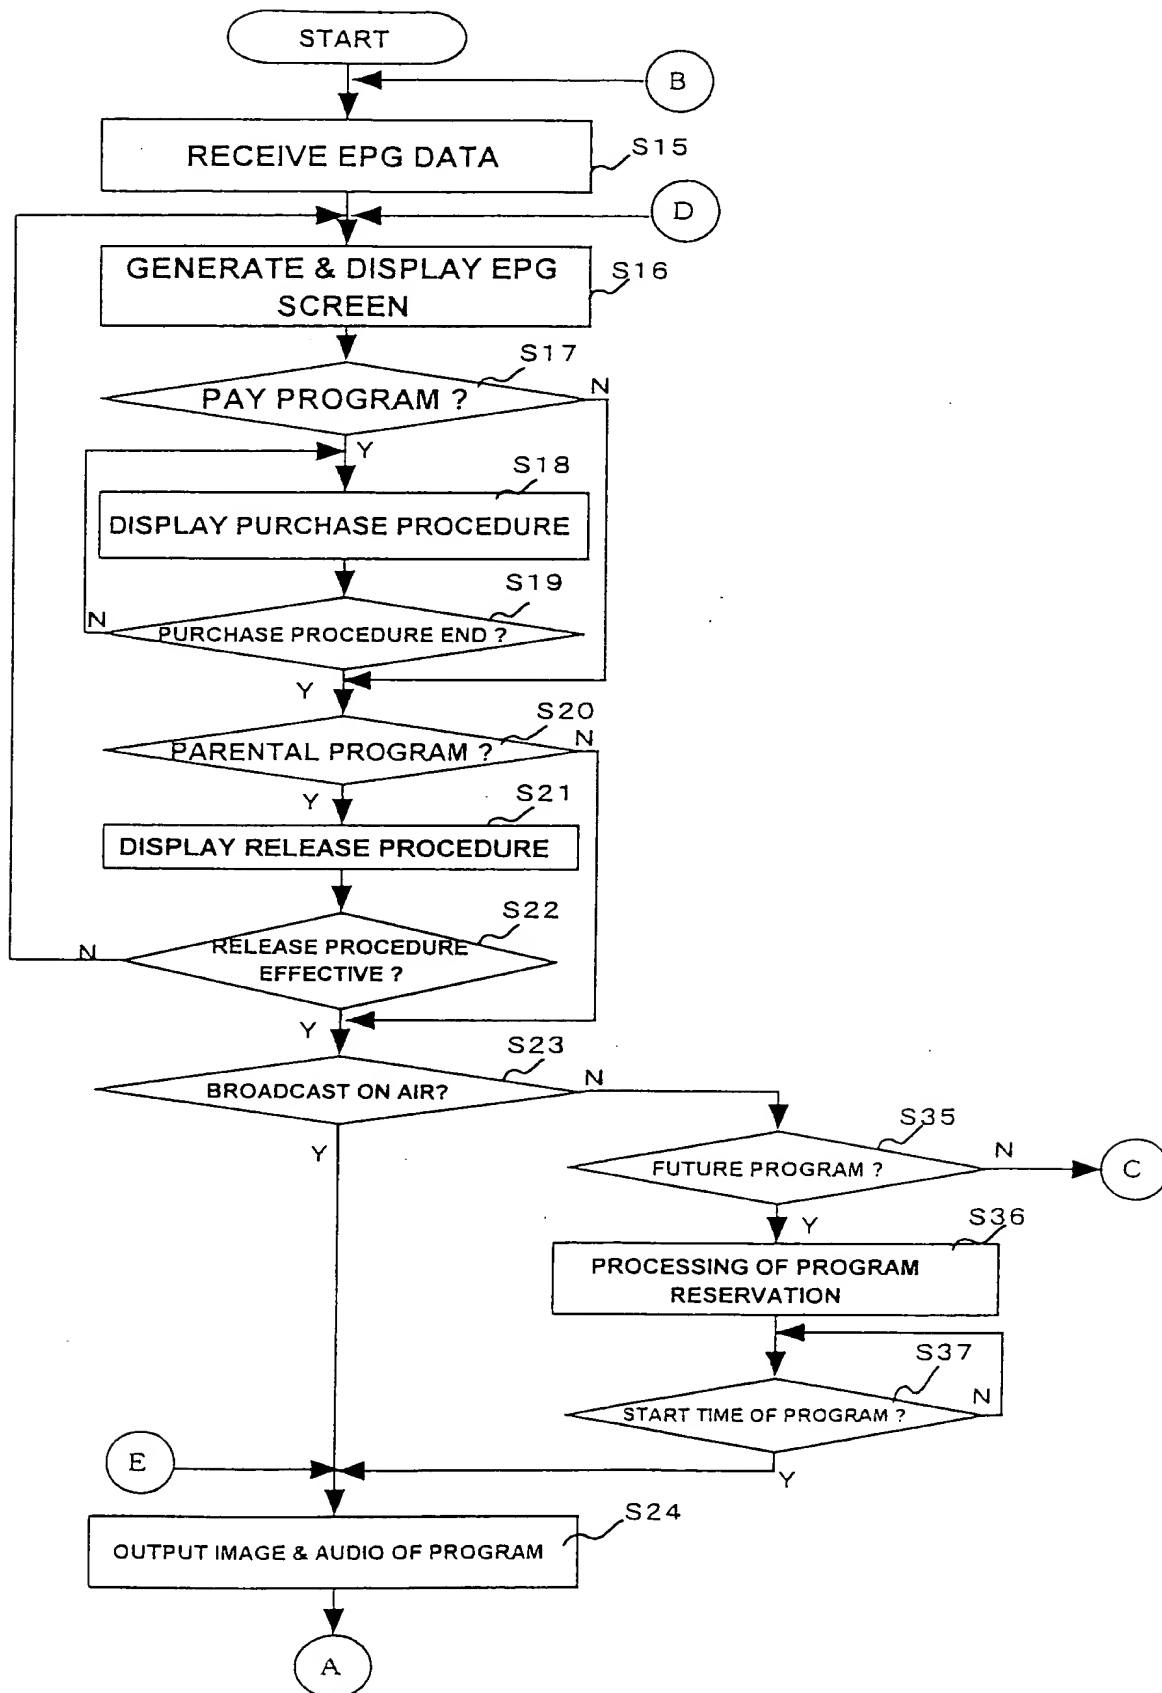 START
B
RECEIVE EPG DATA
S15
D
GENERATE & DISPLAY EPG
SCREEN
S16
S17
PAY PROGRAM ?
N
Y
S18
DISPLAY PURCHASE PROCEDURE
S19
N
PURCHASE PROCEDURE END ?
Y
S20
PARENTAL PROGRAM ?
N
Y
S21
DISPLAY RELEASE PROCEDURE
S22
N
RELEASE PROCEDURE
EFFECTIVE ?
Y
S23
BROADCAST ON AIR?
N
Y
S35
FUTURE PROGRAM ?
N
C
Y
S36
PROCESSING OF PROGRAM
RESERVATION
S37
START TIME OF PROGRAM ?
N
E
Y
S24
OUTPUT IMAGE & AUDIO OF PROGRAM
A